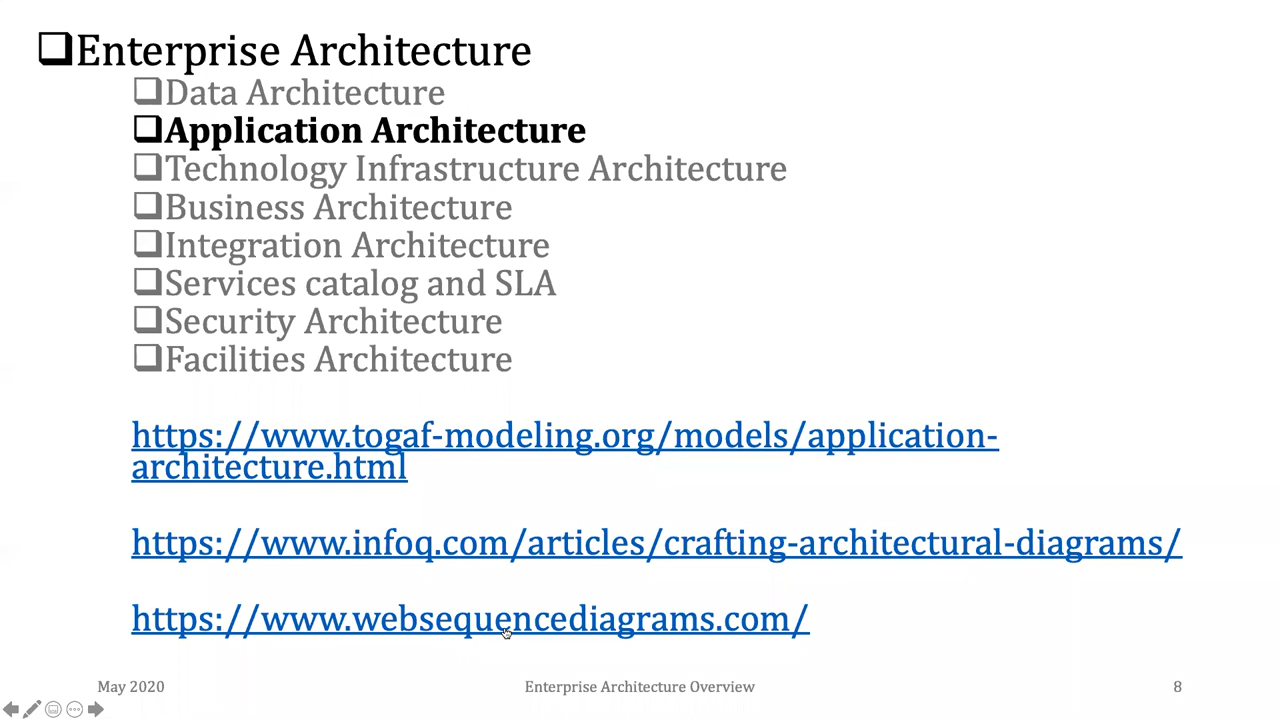 ❑Enterprise Architecture
❑Data Architecture
❑Application Architecture
❑Technology Infrastructure Architecture
❑Business Architecture
❑Integration Architecture
❑Services catalog and SLA
❑Security Architecture
❑Facilities Architecture
https://www.togaf-modeling.org/models/application-
architecture.html
https://www.infoq.com/articles/crafting-architectural-diagrams/
https://www.websequencediagrams.com/
May 2020
Enterprise Architecture Overview
8